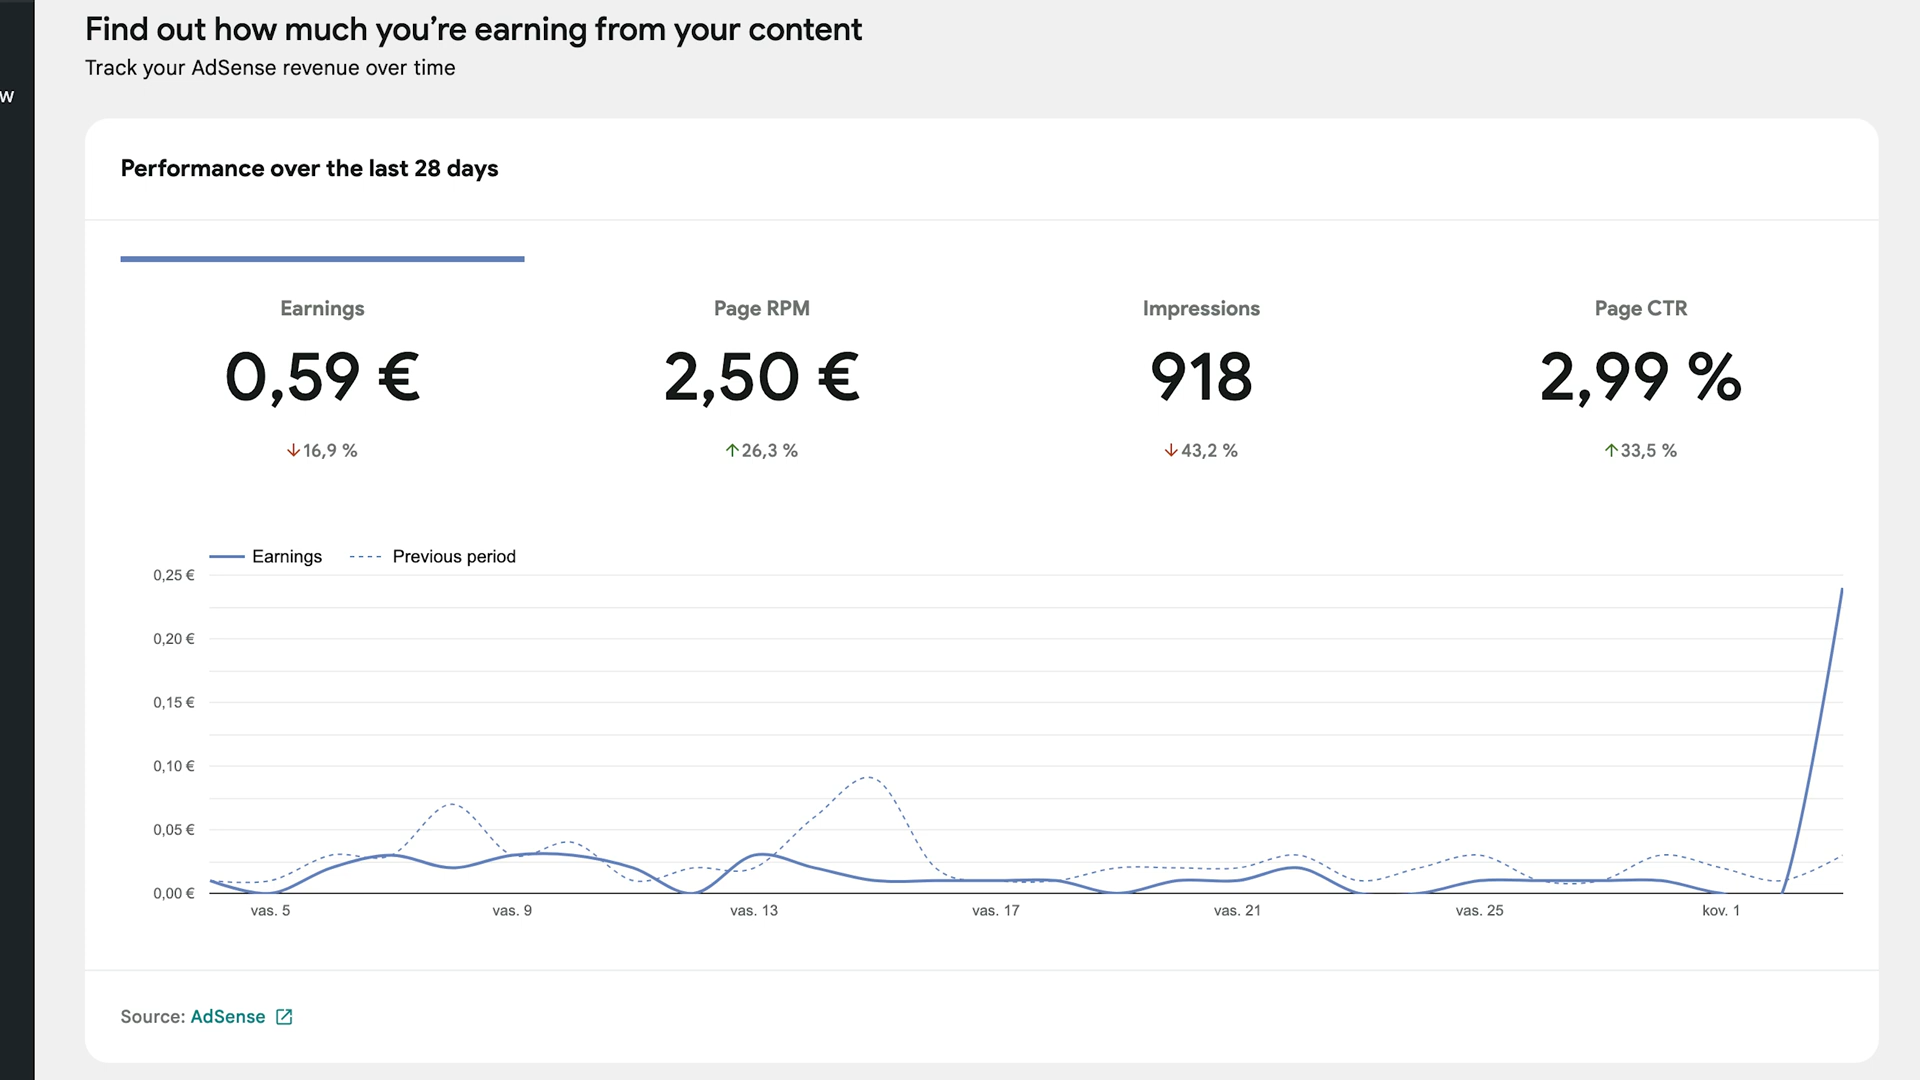 Find out how much you’re earning from your content
Track your AdSense revenue over time
w
Performance over the last 28 days
Earnings
0,59 €
↓16,9 %
Page RPM
2,50 €
↑26,3 %
Impressions
918
↓43,2 %
Page CTR
2,99 %
↑33,5 %
Earnings
Previous period
0,25 €
0,20 €
0,15 €
0,10 €
0,05 €
0,00 €
vas. 5
vas. 9
vas. 13
vas. 17
vas. 21
vas. 25
kov. 1
Source: AdSense